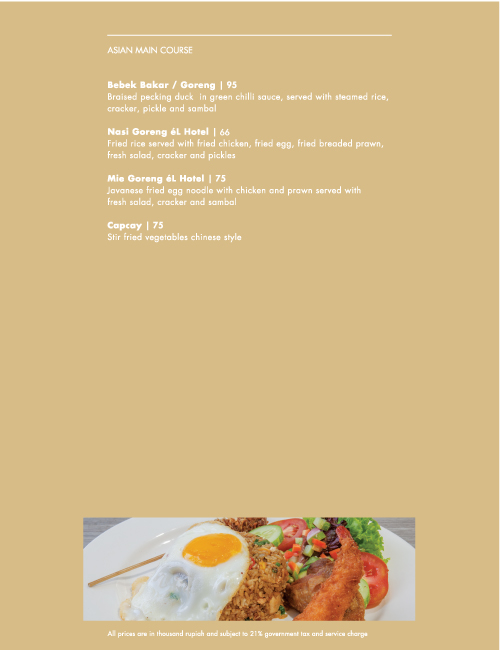 ASIAN MAIN COURSE
Bebek Bakar / Goreng | 95
Braised pecking duck in green chilli sauce, served with steamed rice,
cracker, pickle and sambal
Nasi Goreng éL Hotel | 66
Fried rice served with fried chicken, fried egg, fried breaded prawn,
fresh salad, cracker and pickles
Mie Goreng éL Hotel | 75
Javanese fried egg noodle with chicken and prawn served with
fresh salad, cracker and sambal
Capcay | 75
Stir fried vegetables chinese style
All prices are in thousand rupiah and subject to 21% government tax and service charge